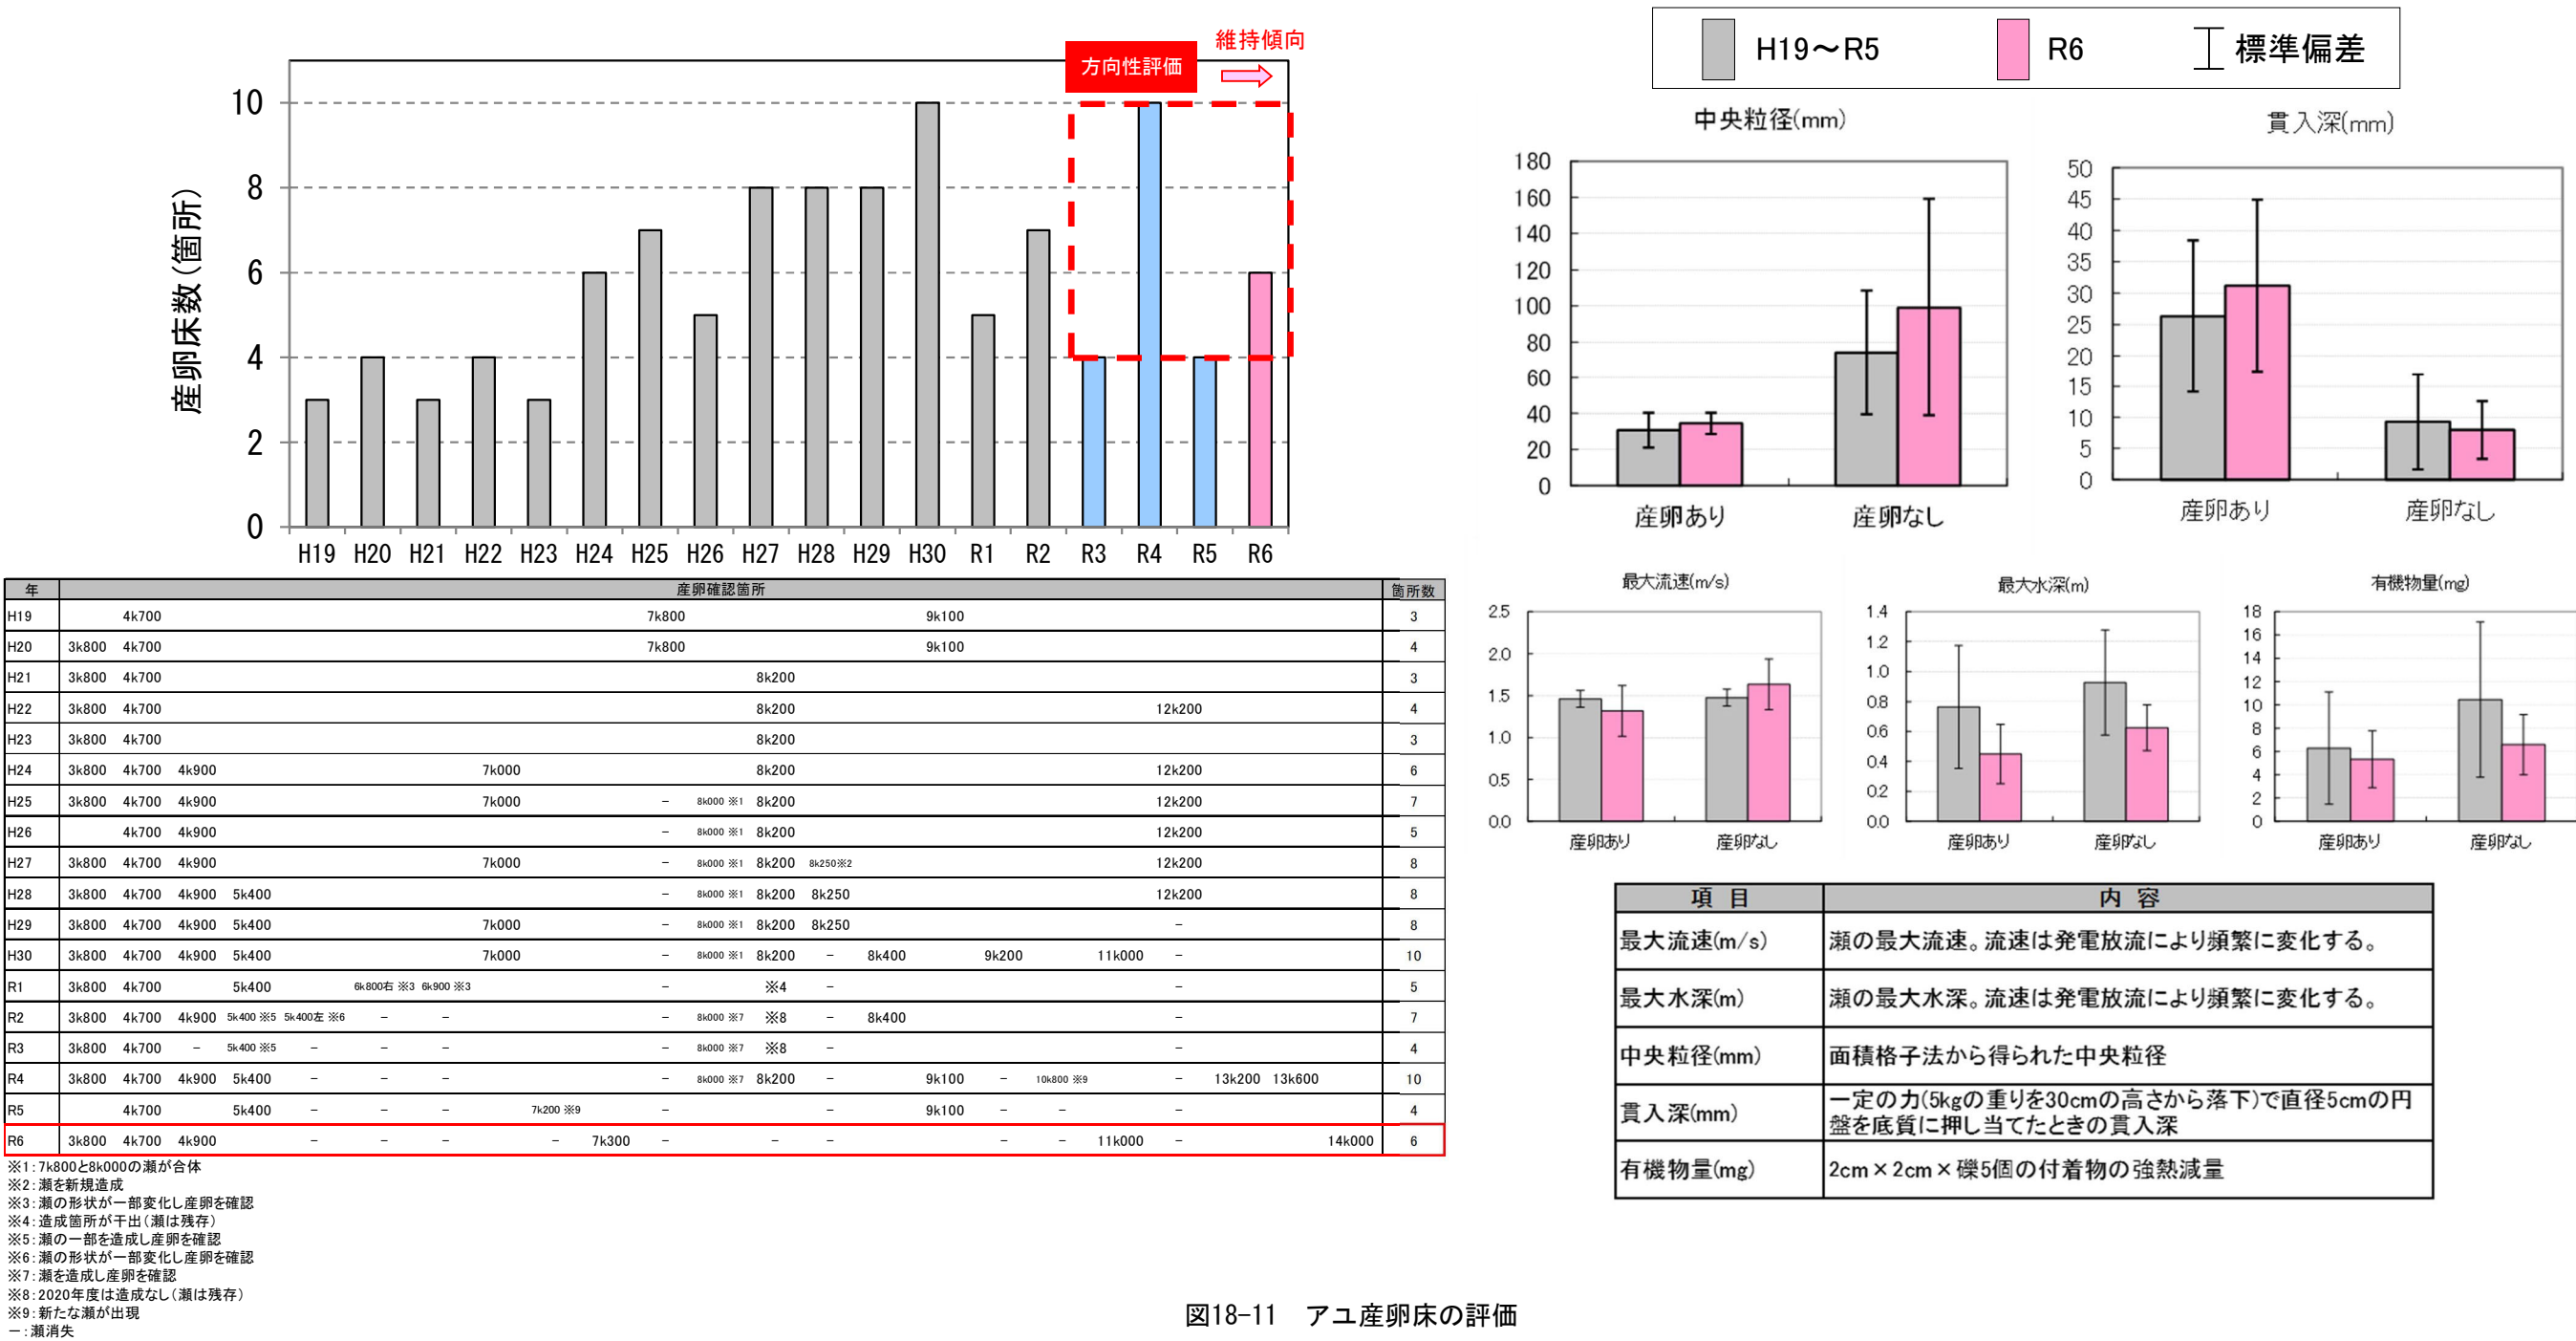 維持傾向
方向性評価
産卵床数(箇所)
10
8
6
4
2
0
H19 H20 H21 H22 H23 H24 H25 H26 H27 H28 H29 H30 R1 R2 R3 R4 R5 R6
年 産卵確認箇所 箇所数
H19 4k700 7k800 9k100 3
H20 3k800 4k700 7k800 9k100 4
H21 3k800 4k700 8k200 3
H22 3k800 4k700 8k200 12k200 4
H23 3k800 4k700 8k200 3
H24 3k800 4k700 4k900 7k000 8k200 12k200 6
H25 3k800 4k700 4k900 7k000 － 8k000 ※1 8k200 12k200 7
H26 4k700 4k900 － 8k000 ※1 8k200 12k200 5
H27 3k800 4k700 4k900 7k000 － 8k000 ※1 8k200 8k250※2 12k200 8
H28 3k800 4k700 4k900 5k400 － 8k000 ※1 8k200 8k250 12k200 8
H29 3k800 4k700 4k900 5k400 7k000 － 8k000 ※1 8k200 8k250 － 8
H30 3k800 4k700 4k900 5k400 7k000 － 8k000 ※1 8k200 － 8k400 9k200 11k000 － 10
R1 3k800 4k700 5k400 6k800右 ※3 6k900 ※3 － ※4 － － 5
R2 3k800 4k700 4k900 5k400 ※5 5k400左 ※6 － － － 8k000 ※7 ※8 － 8k400 － 7
R3 3k800 4k700 － 5k400 ※5 － － － － 8k000 ※7 ※8 － － 4
R4 3k800 4k700 4k900 5k400 － － － － 8k000 ※7 8k200 － 9k100 － 10k800 ※9 － 13k200 13k600 10
R5 4k700 5k400 － － － 7k200 ※9 － － 9k100 － － － 4
R6 3k800 4k700 4k900 － － － － 7k300 － － － － － 11k000 － 14k000 6
※1：7k800と8k000の瀬が合体
※2：瀬を新規造成
※3：瀬の形状が一部変化し産卵を確認
※4：造成箇所が干出（瀬は残存）
※5：瀬の一部を造成し産卵を確認
※6：瀬の形状が一部変化し産卵を確認
※7：瀬を造成し産卵を確認
※8：2020年度は造成なし（瀬は残存）
※9：新たな瀬が出現
－：瀬消失
H19～R5 R6 標準偏差
中央粒径(mm)
180
160
140
120
100
80
60
40
20
0
産卵あり 産卵なし
貫入深(mm)
50
45
40
35
30
25
20
15
10
5
0
産卵あり 産卵なし
最大流速(m/s)
2.5
2.0
1.5
1.0
0.5
0.0
産卵あり 産卵なし
最大水深(m)
1.4
1.2
1.0
0.8
0.6
0.4
0.2
0.0
産卵あり 産卵なし
有機物量(mg)
18
16
14
12
10
8
6
4
2
0
産卵あり 産卵なし
項 目 内 容
最大流速(m/s) 瀬の最大流速。流速は発電放流により頻繁に変化する。
最大水深(m) 瀬の最大水深。流速は発電放流により頻繁に変化する。
中央粒径(mm) 面積格子法から得られた中央粒径
貫入深(mm) 一定の力(5kgの重りを30cmの高さから落下)で直径5cmの円
盤を底質に押し当てたときの貫入深
有機物量(mg) 2cm×2cm×礫5個の付着物の強熱減量
図18-11 アユ産卵床の評価